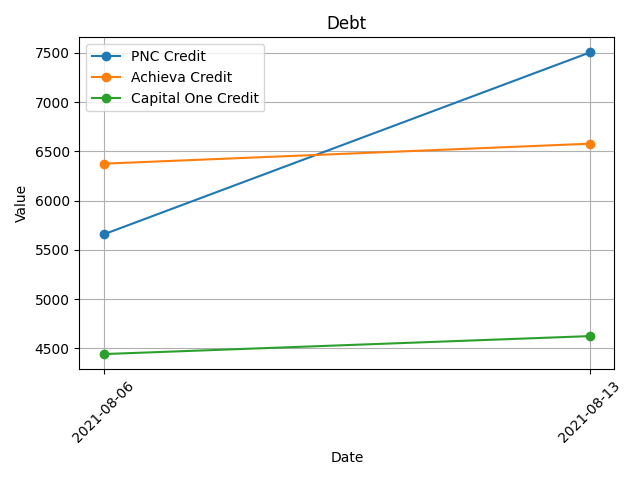 Debt
PNC Credit
Achieva Credit
Capital One Credit
7500
7000
6500
6000
5500
5000
4500
Value
2021-08-06
2021-08-13
Date